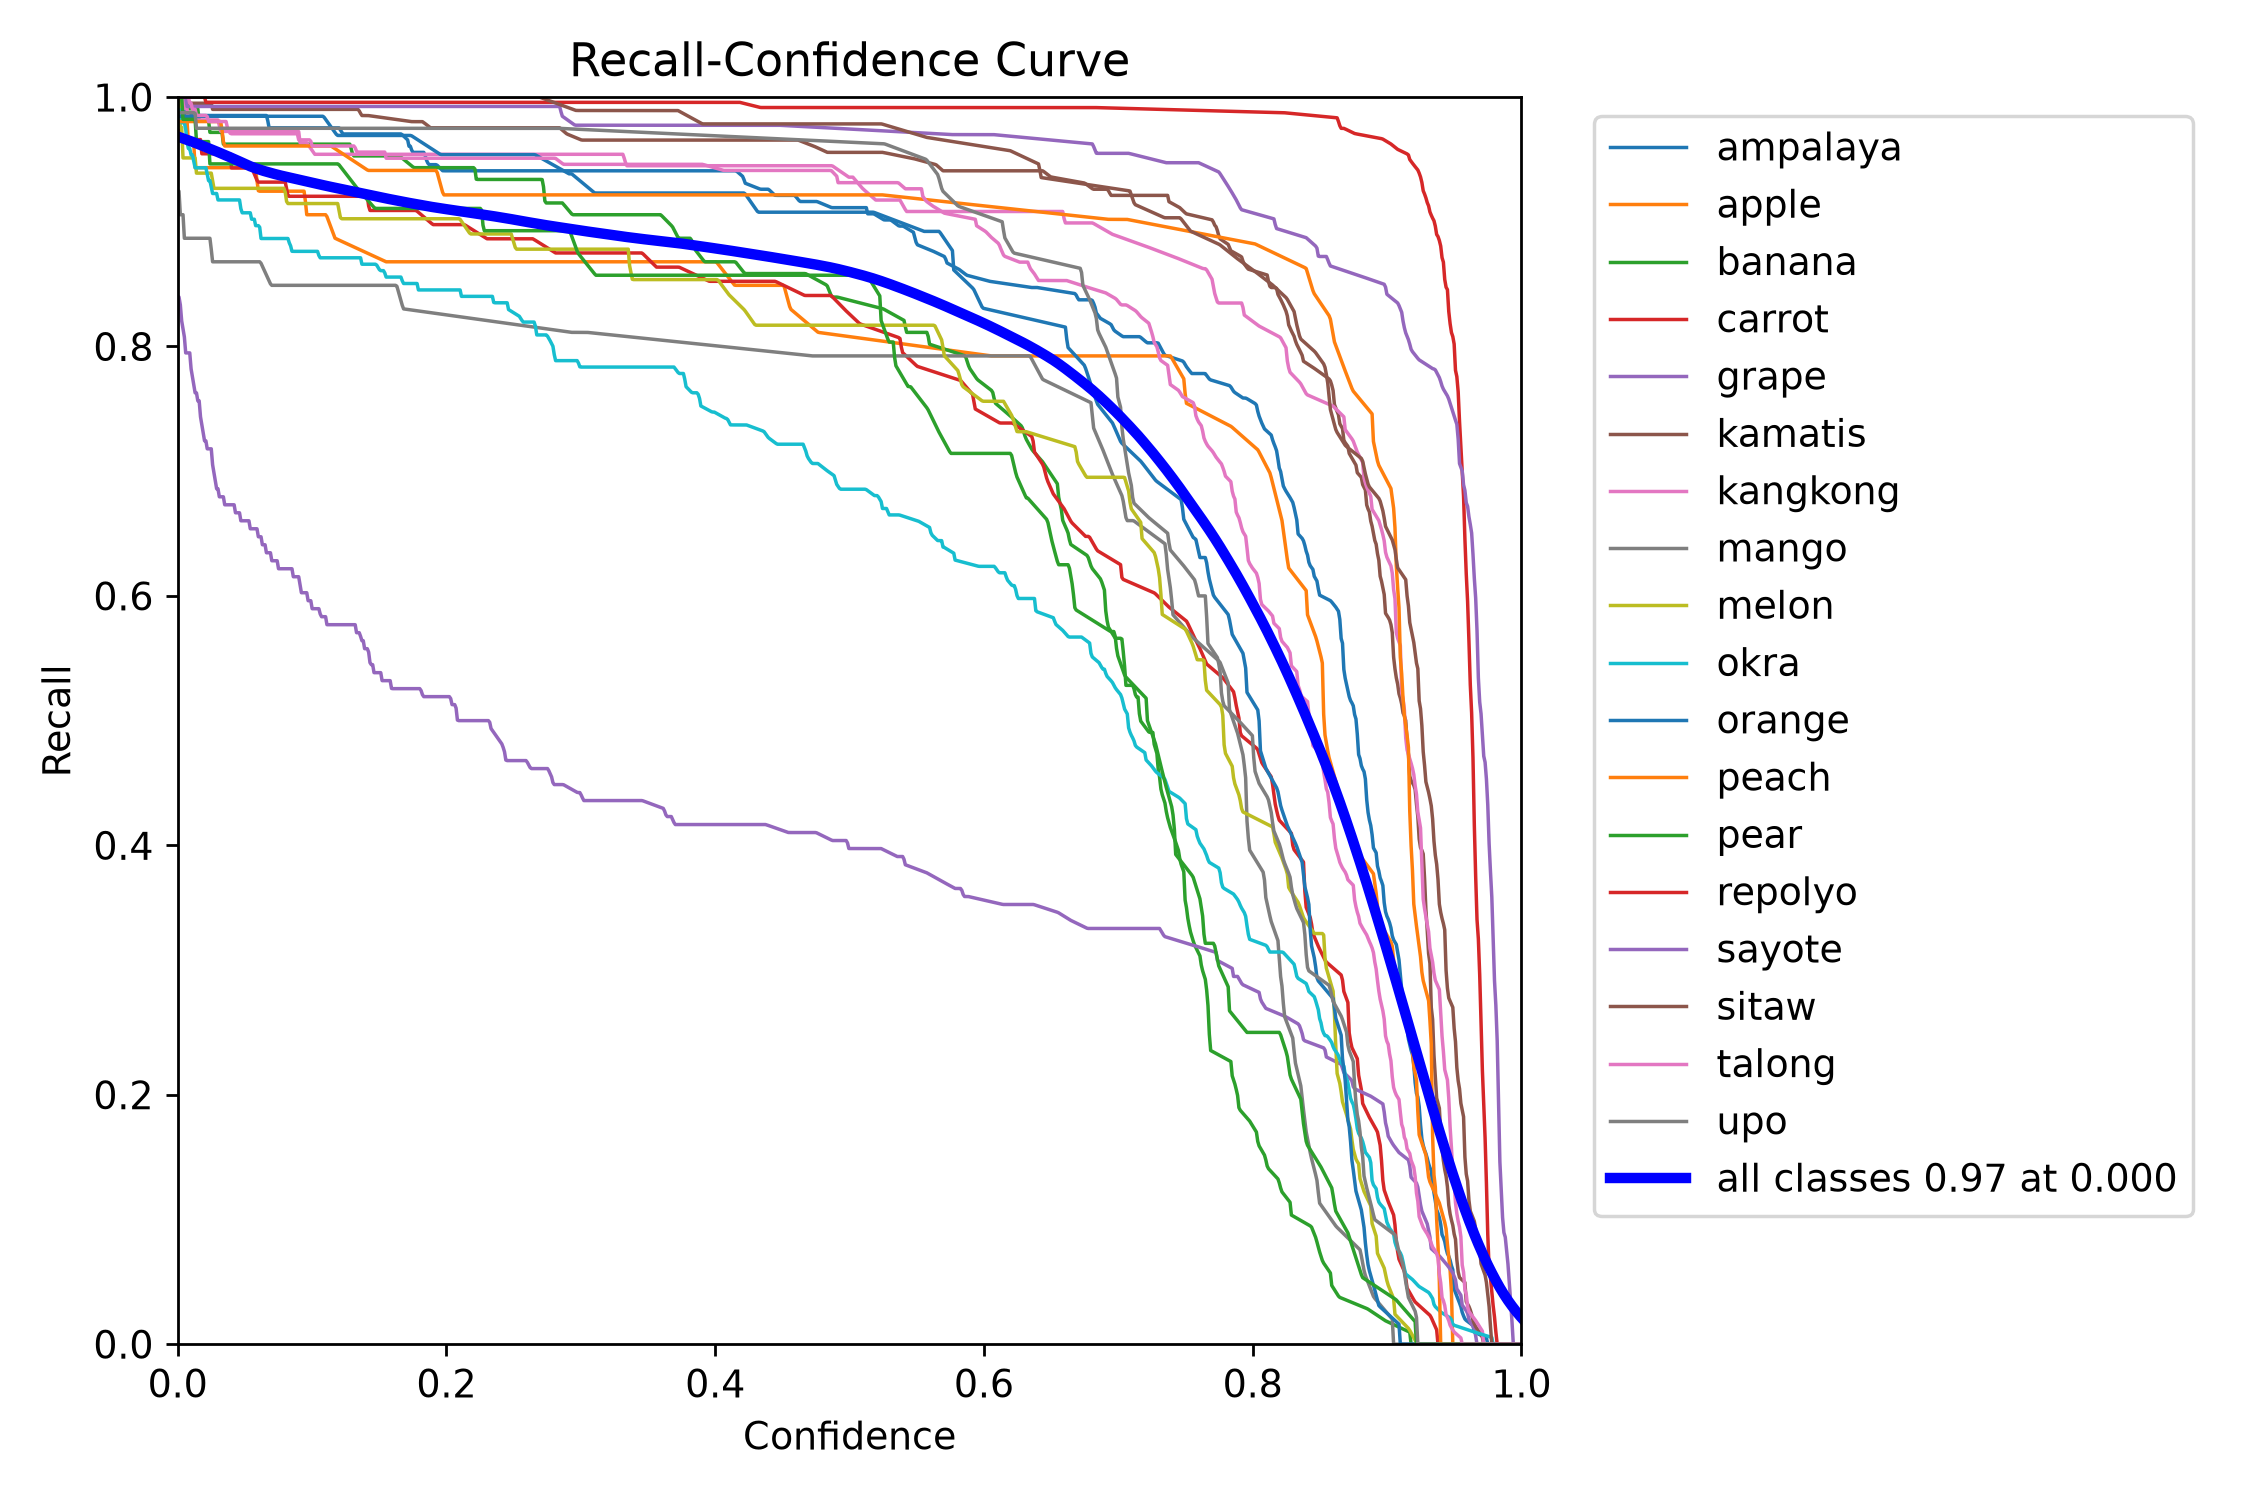 Recall-Confidence Curve
1.0
0.8
0.6
0.4
0.2
0.0
Recall
0.0 0.2 0.4 0.6 0.8 1.0
Confidence
ampalaya
apple
banana
carrot
grape
kamatis
kangkong
mango
melon
okra
orange
peach
pear
repolyo
sayote
sitaw
talong
upo
all classes 0.97 at 0.000